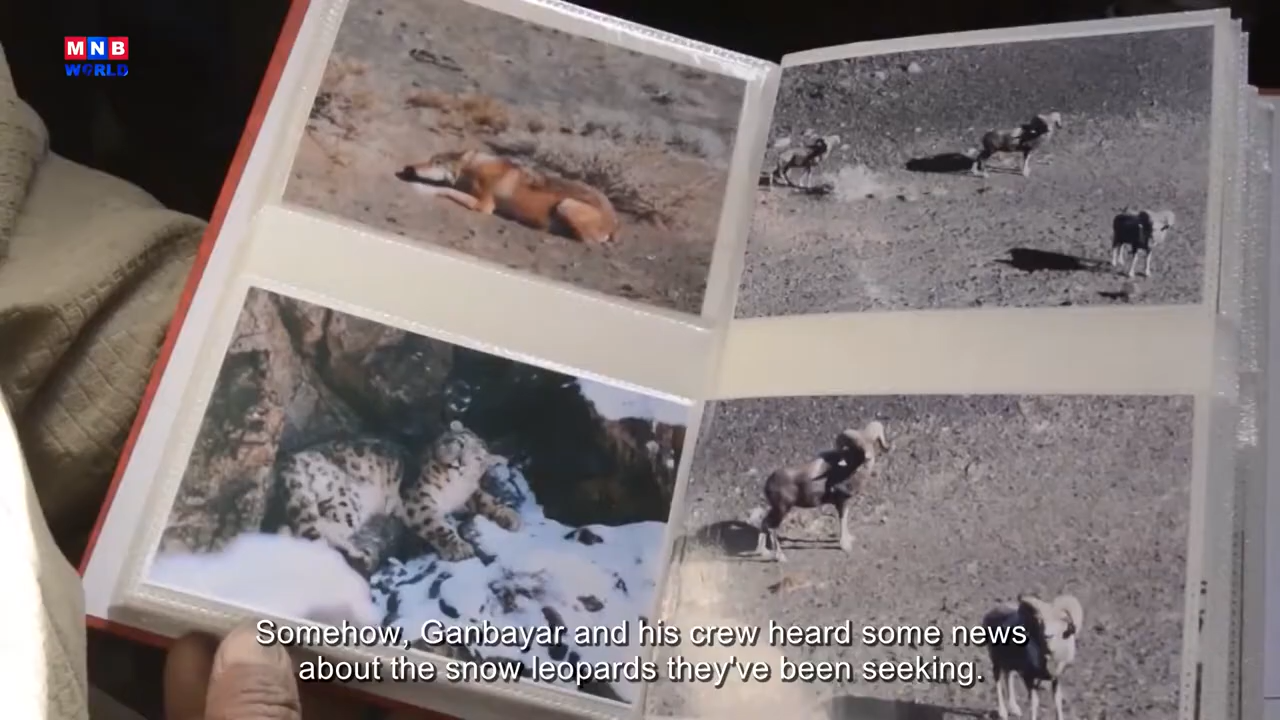 MNB
WORLD
Somehow, Ganbayar and his crew heard some news
about the snow leopards they've been seeking.